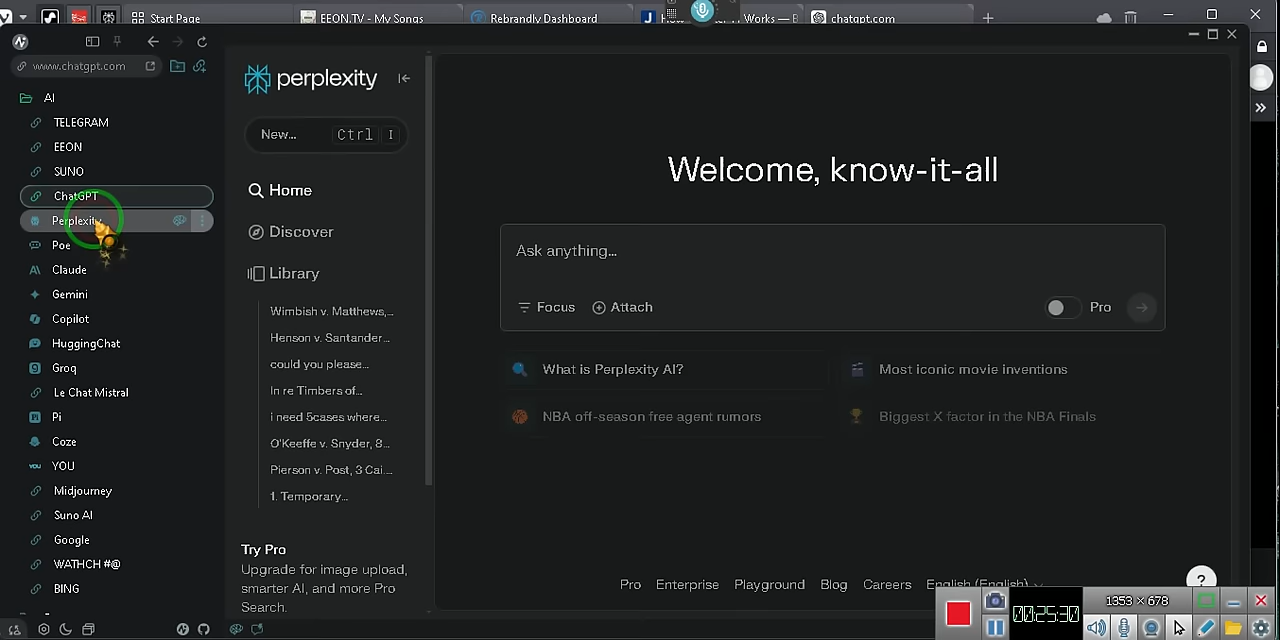 Start Page
EEON.TV - My Songs
Rebrandly Dashboard
Works — B
chatgpt.com
www.chatgpt.com
AI
TELEGRAM
EEON
SUNO
ChatGPT
Perplexity
Poe
Claude
Gemini
Copilot
HuggingChat
Groq
Le Chat Mistral
Pi
Coze
YOU
YOU
Midjourney
Suno AI
Google
WATHCH #@
BING
perplexity
New...
Ctrl I
Home
Discover
Library
Wimbish v. Matthews,...
Henson v. Santander...
could you please...
In re Timbers of...
i need 5cases where...
O'Keeffe v. Snyder, 8...
Pierson v. Post, 3 Cai....
1. Temporary...
Try Pro
Upgrade for image upload,
smarter AI, and more Pro
Search.
Welcome, know-it-all
Ask anything...
Focus
Attach
Pro
What is Perplexity AI?
Most iconic movie inventions
NBA off-season free agent rumors
Biggest X factor in the NBA Finals
Pro Enterprise Playground Blog Careers English (English)
?
00:25:30
1353 × 678